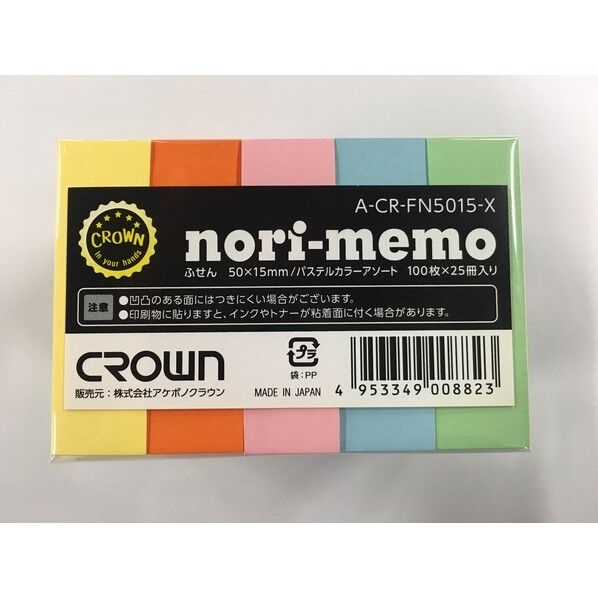 A-CR-FN5015-X
CROWN
in your hands
nori-memo
ふせん 50×15mm/パステルカラーアソート 100枚×25冊入り
注意
●凹凸のある面にはつきにくい場合がございます。
●印刷物に貼りますと、インクやトナーが粘着面に付く場合があります。
CROWN
販売元：株式会社アケボノクラウン
プラ
袋：PP
MADE IN JAPAN
4 953349 008823